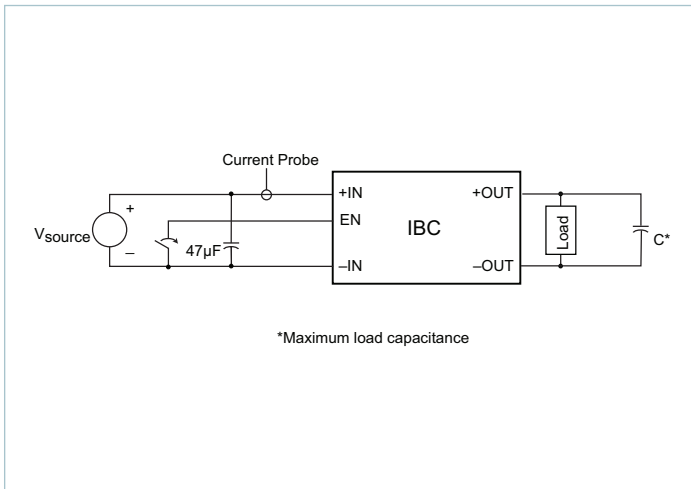 Current Probe
+IN
+OUT
+
EN
IBC
Vsource
Load
47µF
C*
–
–IN
–OUT
*Maximum load capacitance